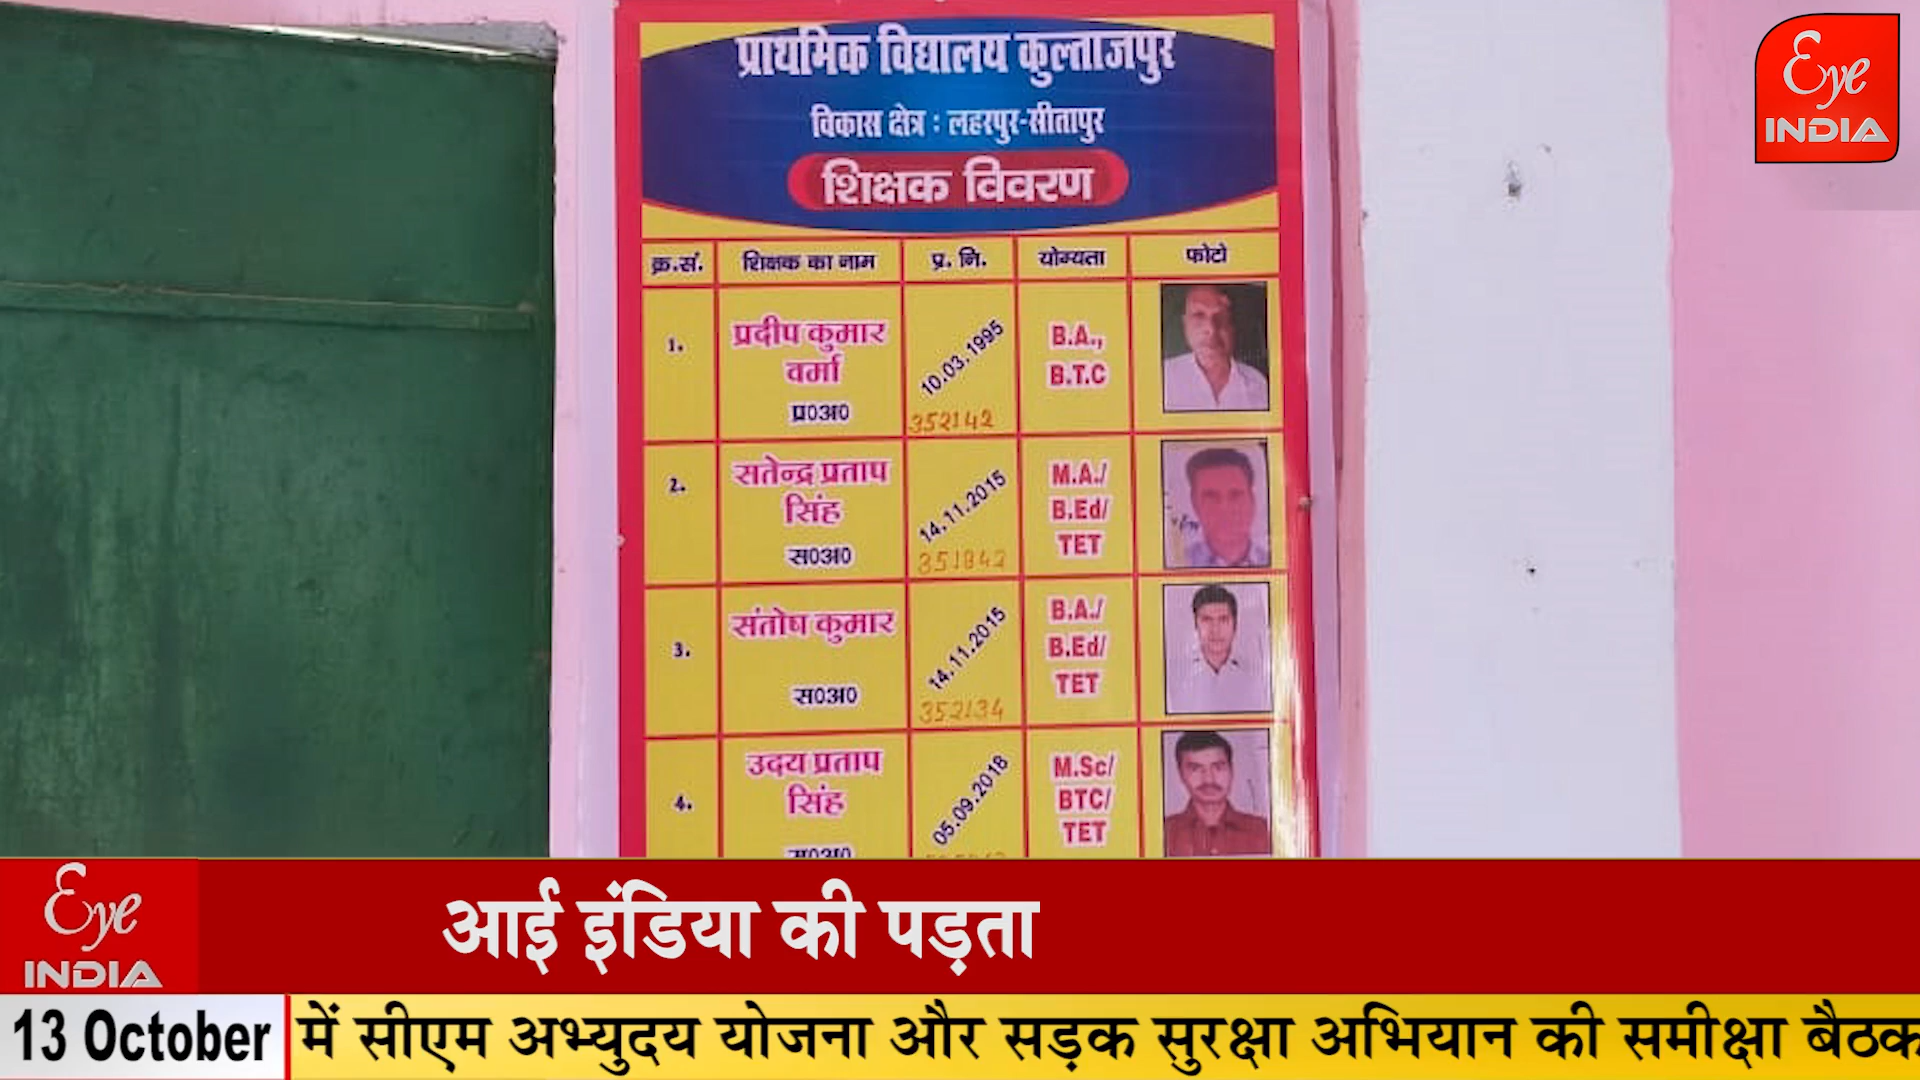 प्राथमिक विद्यालय कुल्ताजपुर
विकास क्षेत्र : लहरपुर-सीतापुर
शिक्षक विवरण
क्र.सं. शिक्षक का नाम प्र. नि. योग्यता फोटो
1. प्रदीप कुमार वर्मा प्र0अ0 10.03.1995 352142 B.A., B.T.C
2. सतेन्द्र प्रताप सिंह स0अ0 14.11.2015 351842 M.A./ B.Ed/ TET
3. संतोष कुमार स0अ0 14.11.2015 352134 B.A./ B.Ed/ TET
4. उदय प्रताप सिंह स0अ0 05.09.2018 M.Sc/ BTC/ TET
Eye
INDIA
Eye
INDIA
आई इंडिया की पड़ता
13 October
में सीएम अभ्युदय योजना और सड़क सुरक्षा अभियान की समीक्षा बैठक